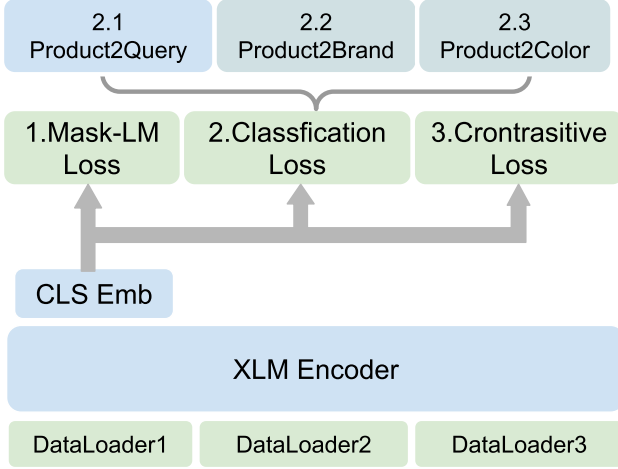 2.1
Product2Query
2.2
Product2Brand
2.3
Product2Color
1.Mask-LM
Loss
2.Classfication
Loss
3.Crontrasitive
Loss
CLS Emb
XLM Encoder
DataLoader1
DataLoader2
DataLoader3